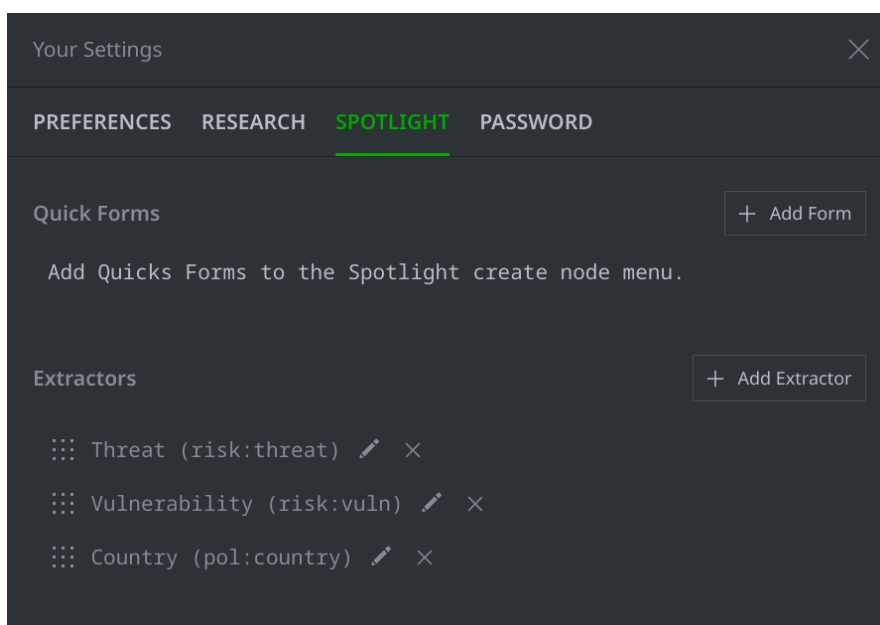 Your Settings
PREFERENCES RESEARCH SPOTLIGHT PASSWORD
Quick Forms
Add Form
Add Quicks Forms to the Spotlight create node menu.
Extractors
Add Extractor
Threat (risk:threat)
Vulnerability (risk:vuln)
Country (pol:country)